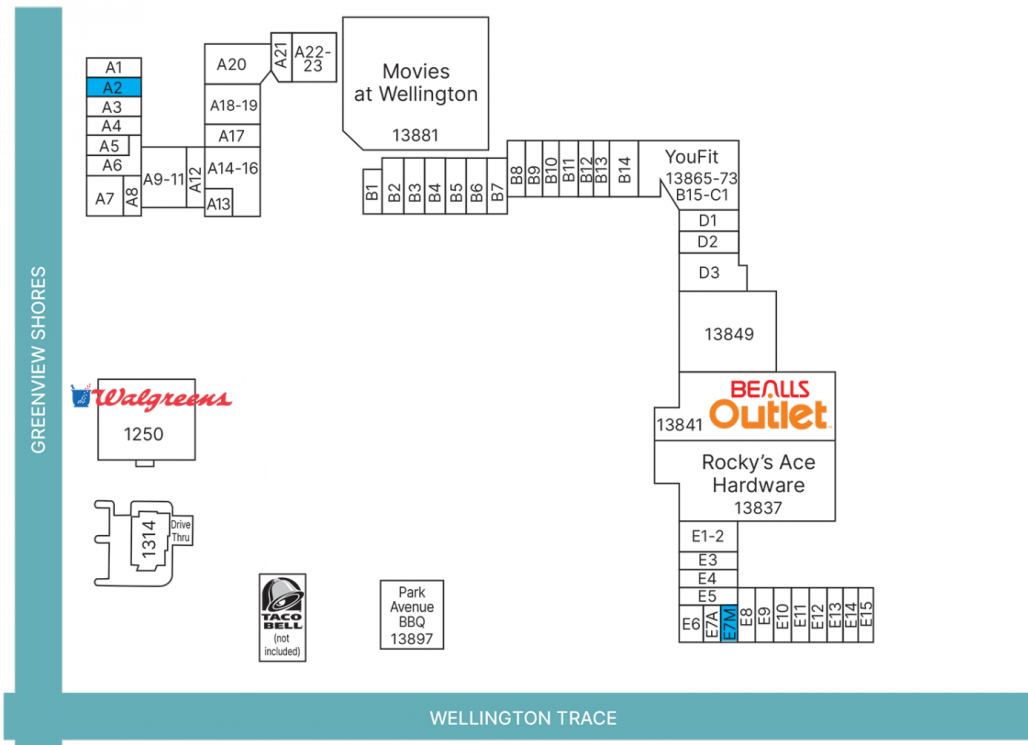 A1
A2
A3
A4
A5
A6
A7
A8
A9-11
A12
A13
A14-16
A17
A18-19
A20
A21
A22-
23
Movies
at Wellington
13881
B1
B2
B3
B4
B5
B6
B7
B8
B9
B10
B11
B12
B13
B14
YouFit
13865-73
B15-C1
D1
D2
D3
13849
BEALLS
Outlet
13841
Rocky's Ace
Hardware
13837
E1-2
E3
E4
E5
E6
E7A
E7M
E8
E9
E10
E11
E12
E13
E14
E15
GREENVIEW SHORES
Walgreens
1250
1314
Drive
Thru
TACO
BELL
(not
included)
Park
Avenue
BBQ
13897
WELLINGTON TRACE